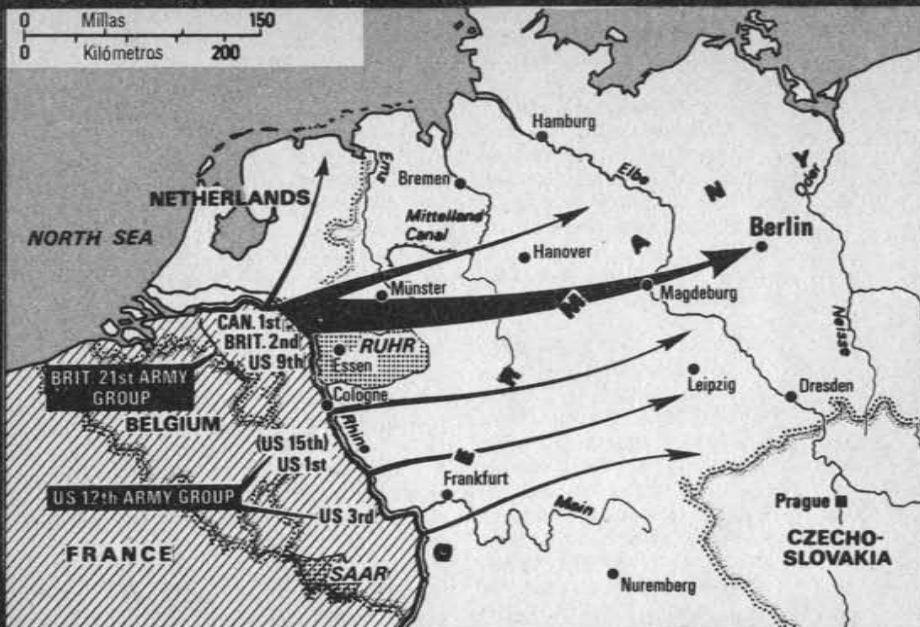 0 Millas 150
0 Kilómetros 200
Hamburg
Elbe
Oder
Ems
Bremen
NETHERLANDS
Mittelland
Canal
NORTH SEA
Berlin
Hanover
Münster
Magdeburg
CAN. 1st
BRIT. 2nd
US 9th
RUHR
Essen
Neisse
BRIT. 21st ARMY
GROUP
Cologne
Leipzig
Dresden
BELGIUM
Rhine
(US 15th)
US 1st
US 12th ARMY GROUP
Frankfurt
US 3rd
Main
Prague
CZECHO-
SLOVAKIA
FRANCE
SAAR
Nuremberg
GERMANY